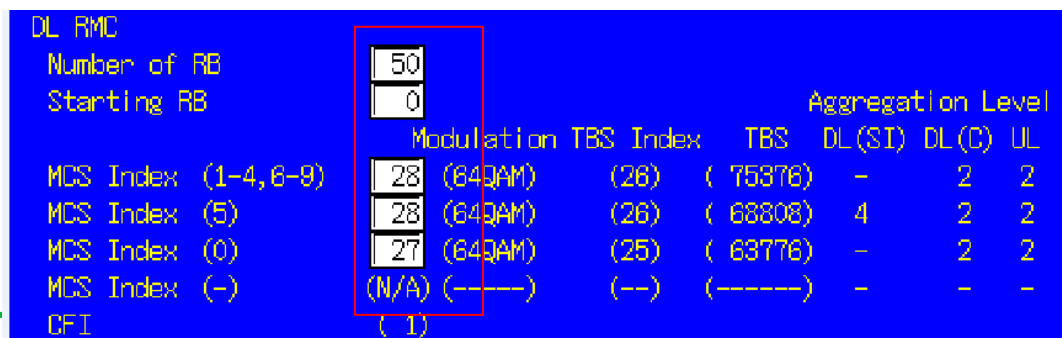 DL RMC
Number of RB 50
Starting RB 0 Aggregation Level
Modulation TBS Index TBS DL(SI) DL(C) UL
MCS Index (1-4,6-9) 28 (64QAM) (26) ( 75376) - 2 2
MCS Index (5) 28 (64QAM) (26) ( 68808) 4 2 2
MCS Index (0) 27 (64QAM) (25) ( 63776) - 2 2
MCS Index (-) (N/A) (-----) (--) (------) - - -
CFI ( 1)